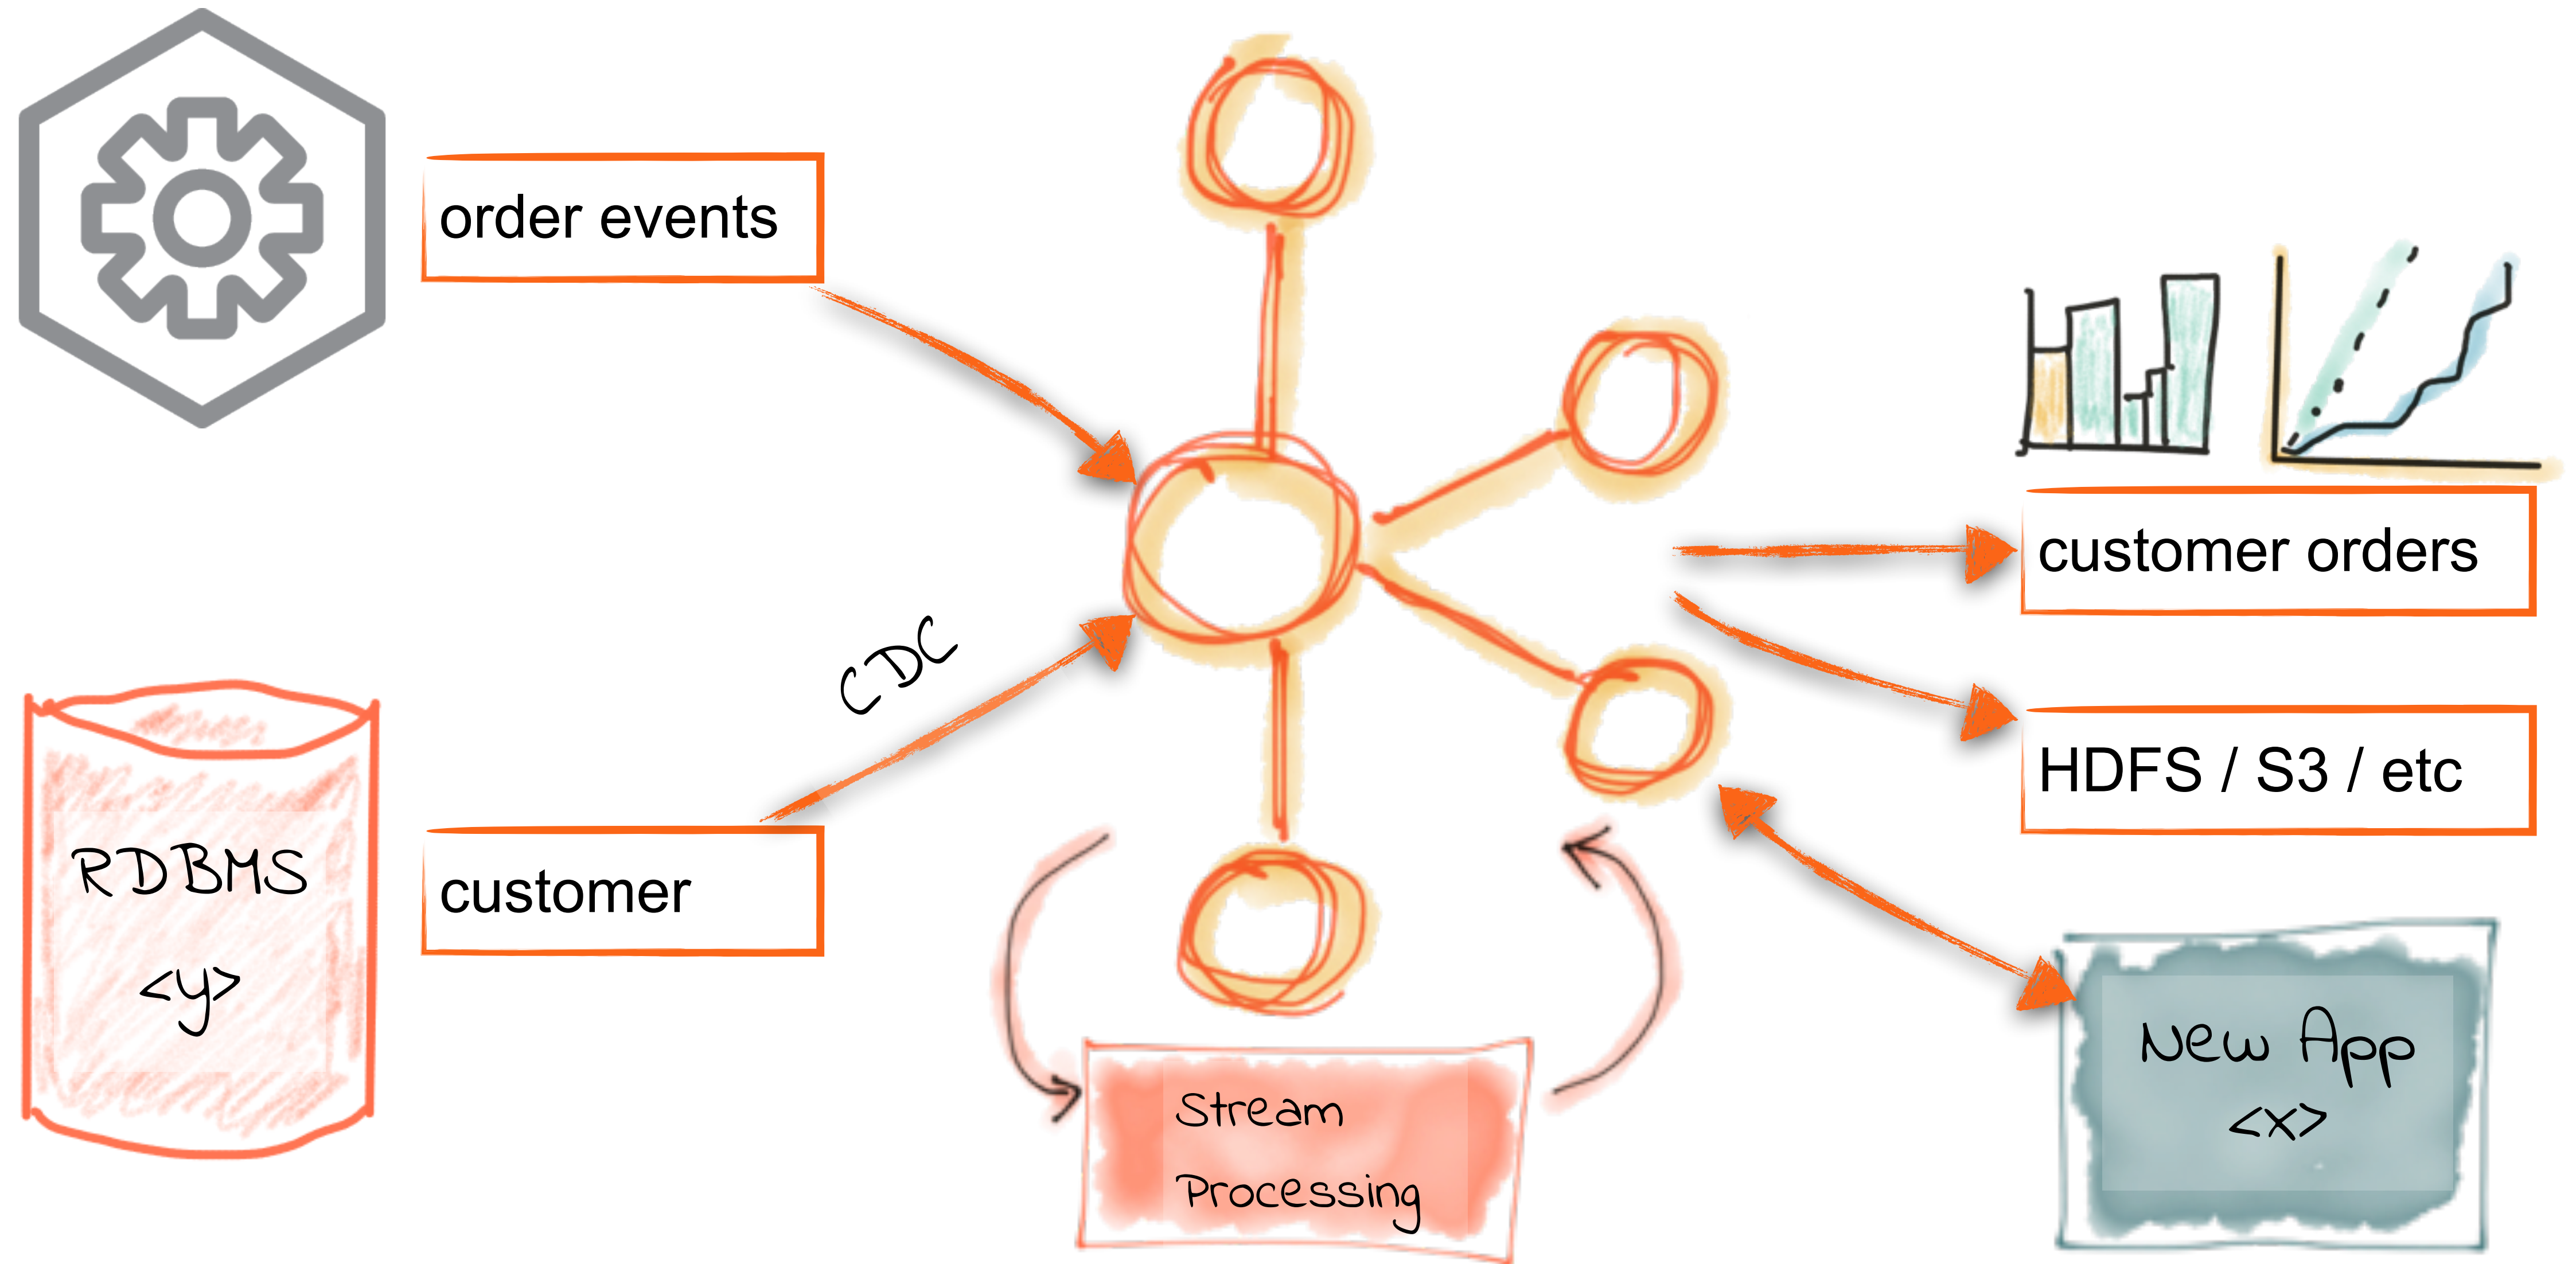 order events
CDC
customer
RDBMS
<y>
Stream
Processing
customer orders
HDFS / S3 / etc
New App
<x>